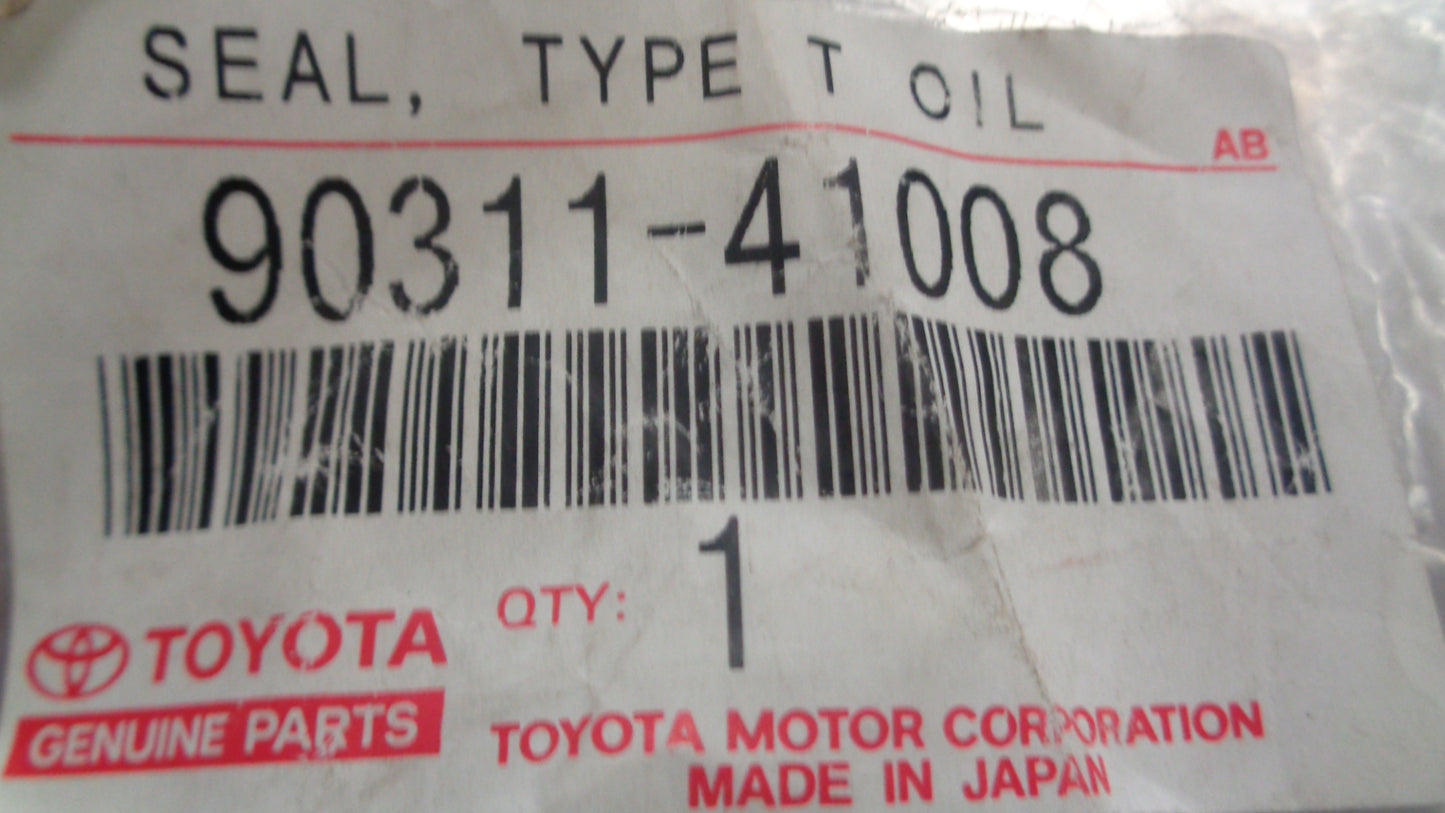 SEAL, TYPE T OIL
AB
90311-41008
QTY: 1
TOYOTA
GENUINE PARTS
TOYOTA MOTOR CORPORATION
MADE IN JAPAN